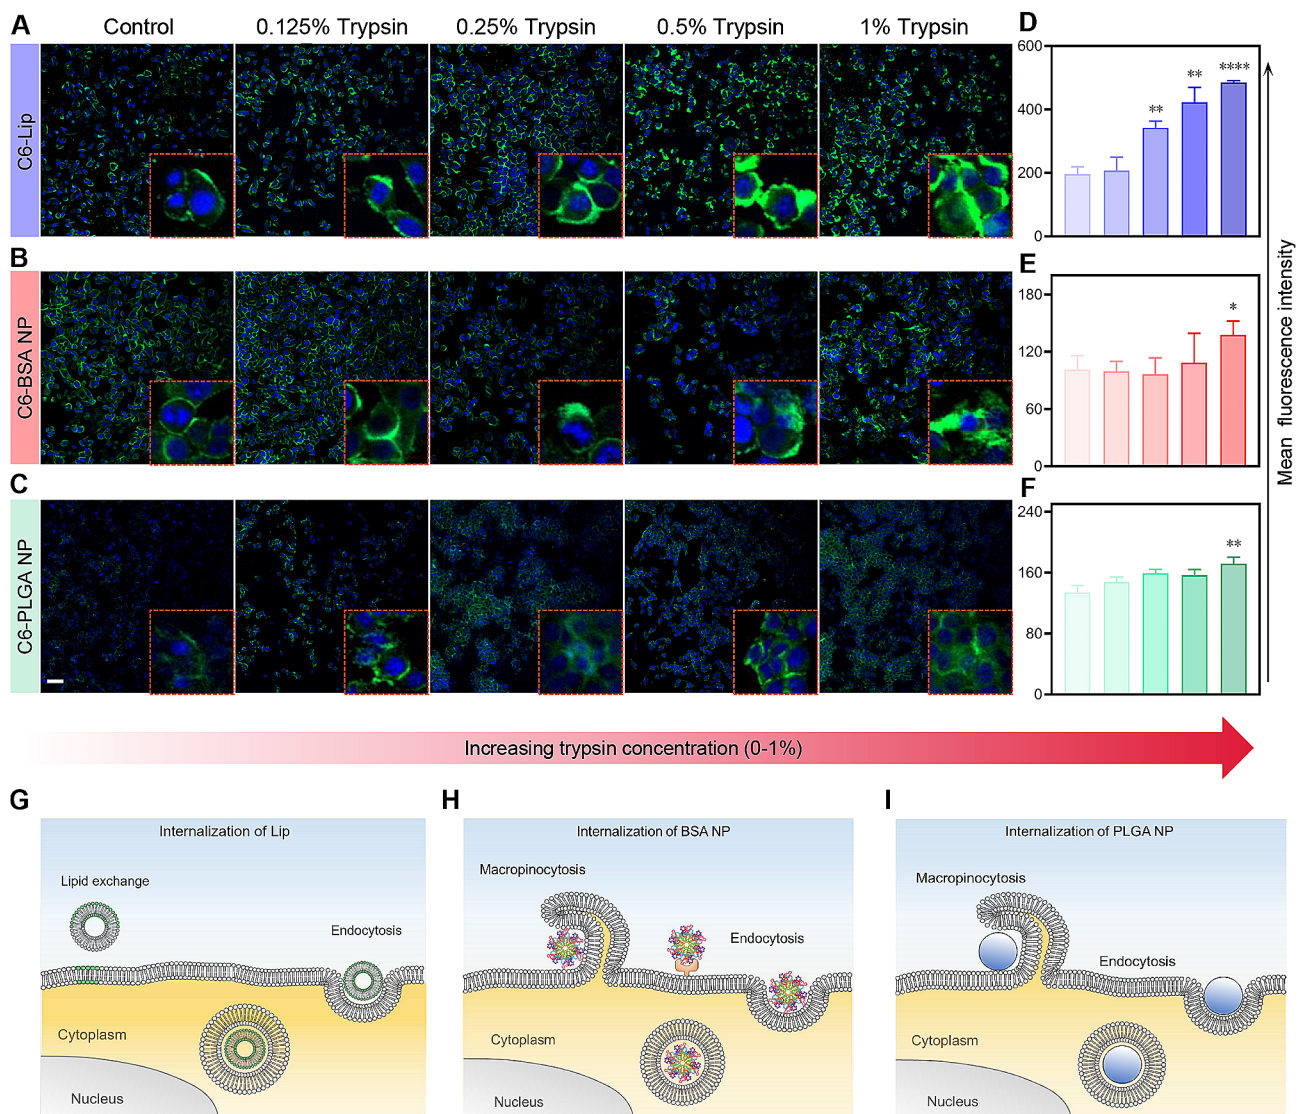 A
Control
0.125% Trypsin
0.25% Trypsin
0.5% Trypsin
1% Trypsin
C6-Lip
D
600
400
200
0
**
**
****
B
C6-BSA NP
E
180
120
60
0
*
C
C6-PLGA NP
F
240
160
80
0
**
Mean fluorescence intensity
Increasing trypsin concentration (0-1%)
G
Internalization of Lip
Lipid exchange
Endocytosis
Cytoplasm
Nucleus
H
Internalization of BSA NP
Macropinocytosis
Endocytosis
Cytoplasm
Nucleus
I
Internalization of PLGA NP
Macropinocytosis
Endocytosis
Cytoplasm
Nucleus